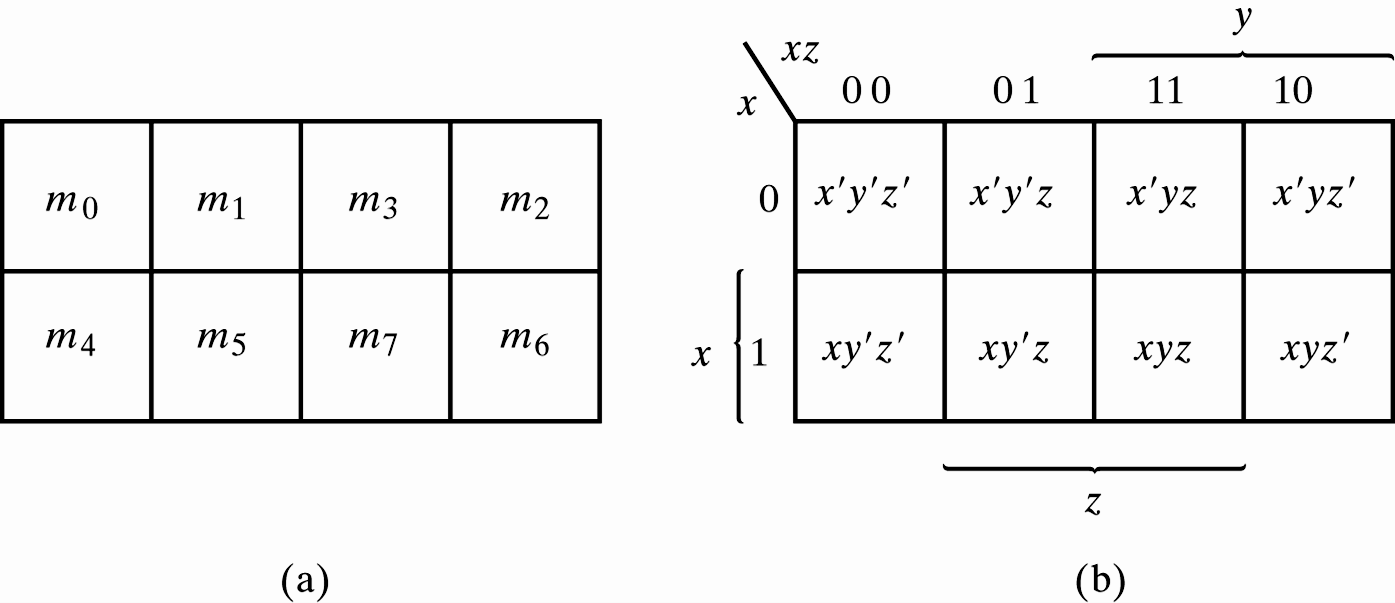 m0 m1 m3 m2
m4 m5 m7 m6
(a)
y
xz
x 00 01 11 10
0 x′y′z′ x′y′z x′yz x′yz′
x 1 xy′z′ xy′z xyz xyz′
z
(b)